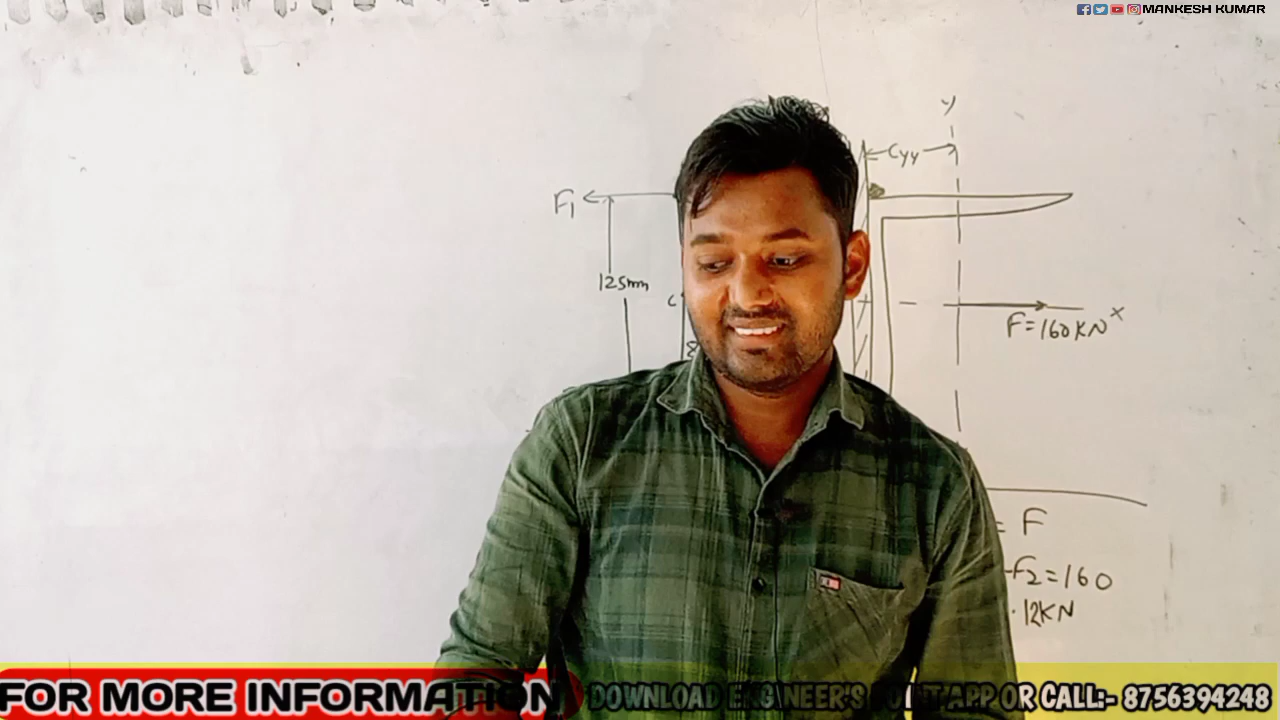 MANKESH KUMAR
y
Cyy
F1
125mm
F=160KN x
= F
-F2=160
.12KN
FOR MORE INFORMATION DOWNLOAD ENGINEER'S POINT APP OR CALL:- 8756394248